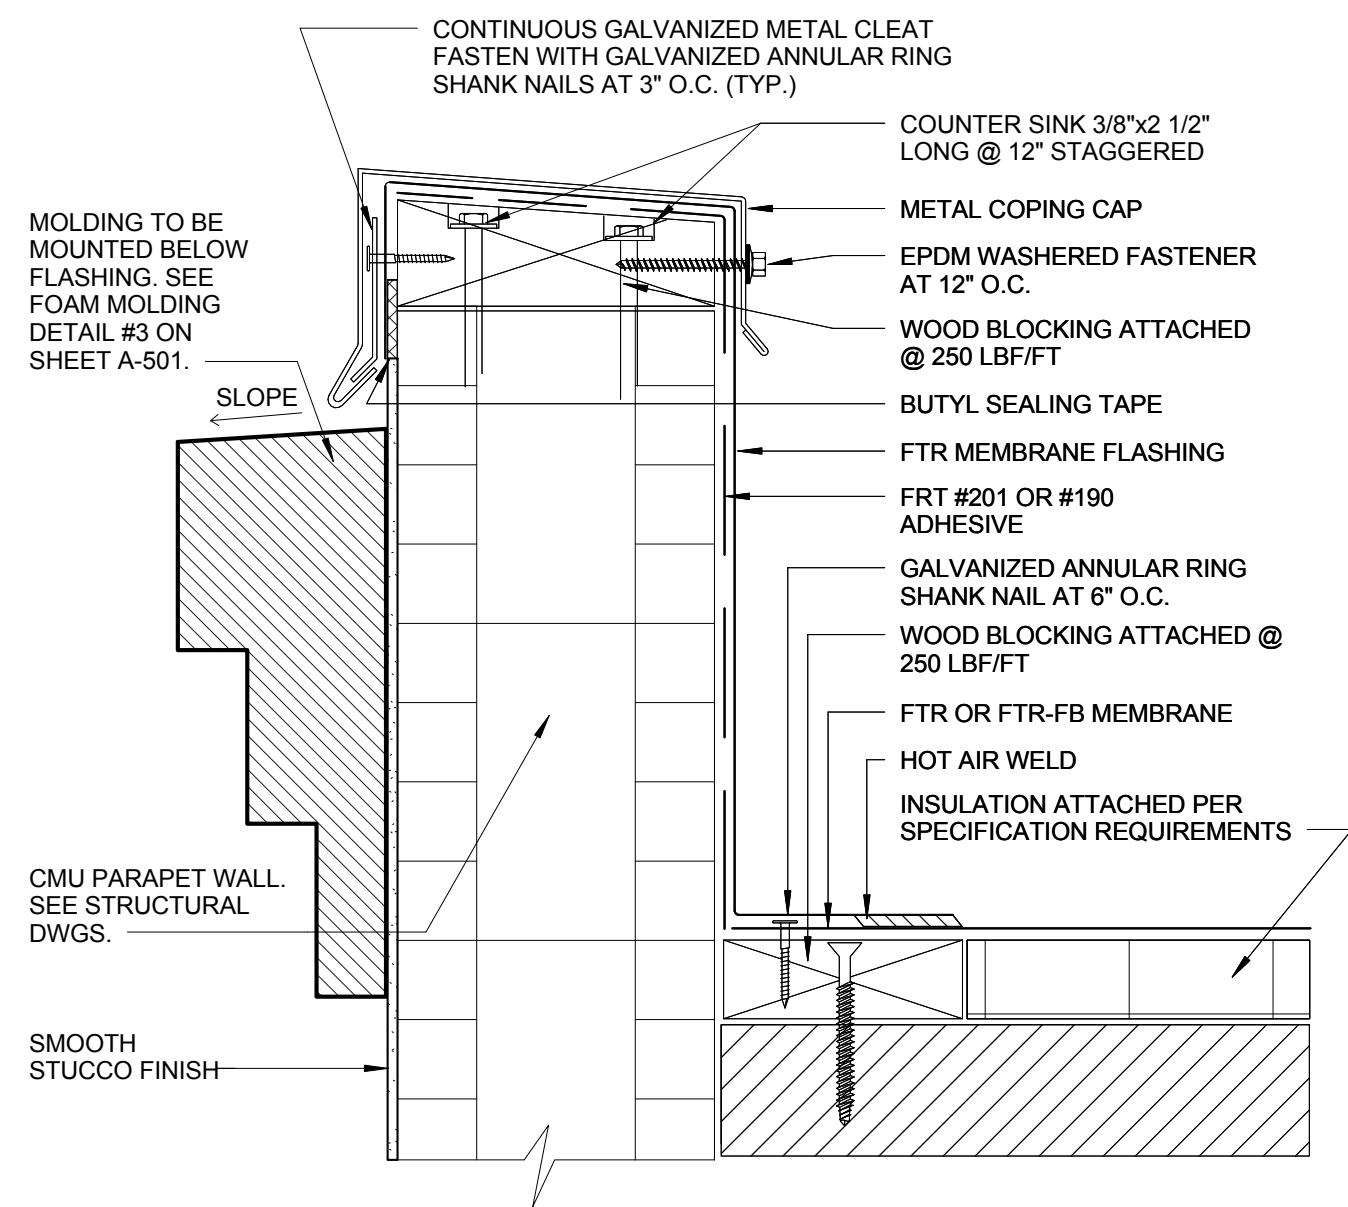 CONTINUOUS GALVANIZED METAL CLEAT
FASTEN WITH GALVANIZED ANNULAR RING
SHANK NAILS AT 3" O.C. (TYP.)
COUNTER SINK 3/8"x2 1/2"
LONG @ 12" STAGGERED
METAL COPING CAP
EPDM WASHERED FASTENER
AT 12" O.C.
WOOD BLOCKING ATTACHED
@ 250 LBF/FT
BUTYL SEALING TAPE
FTR MEMBRANE FLASHING
FRT #201 OR #190
ADHESIVE
GALVANIZED ANNULAR RING
SHANK NAIL AT 6" O.C.
WOOD BLOCKING ATTACHED @
250 LBF/FT
FTR OR FTR-FB MEMBRANE
HOT AIR WELD
INSULATION ATTACHED PER
SPECIFICATION REQUIREMENTS
MOLDING TO BE
MOUNTED BELOW
FLASHING. SEE
FOAM MOLDING
DETAIL #3 ON
SHEET A-501.
SLOPE
CMU PARAPET WALL.
SEE STRUCTURAL
DWGS.
SMOOTH
STUCCO FINISH